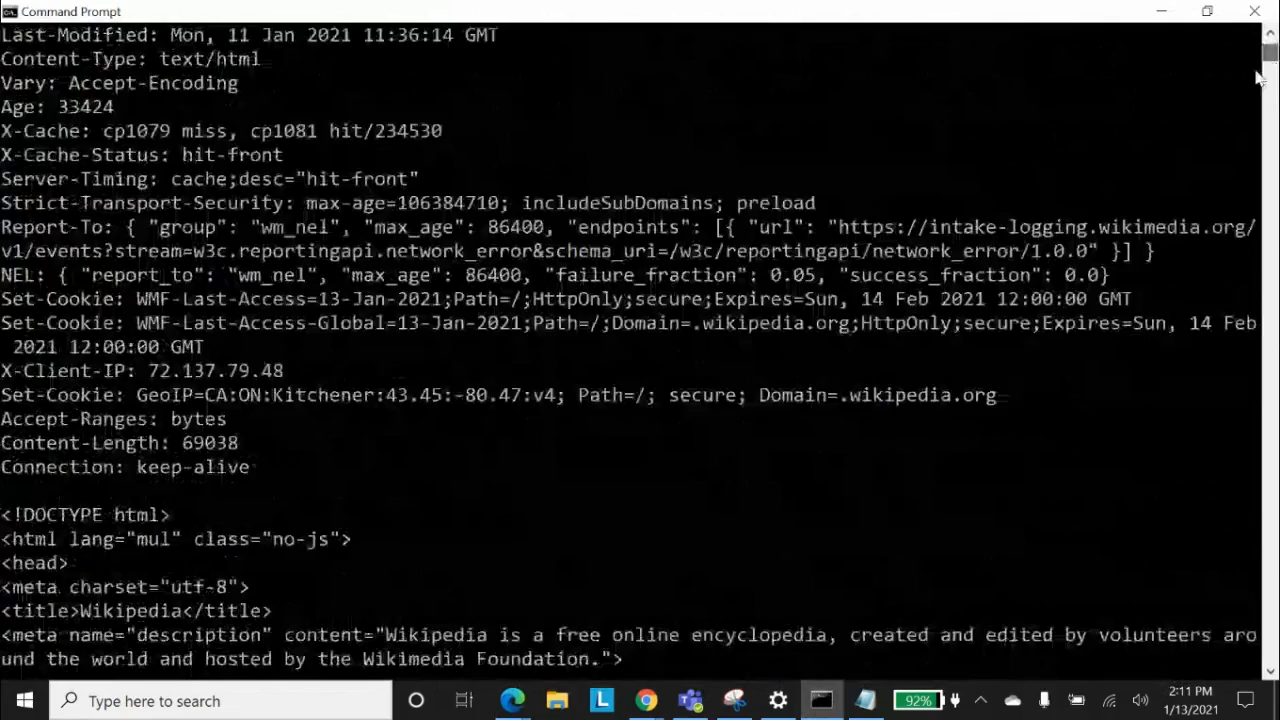 Command Prompt
Last-Modified: Mon, 11 Jan 2021 11:36:14 GMT
Content-Type: text/html
Vary: Accept-Encoding
Age: 33424
X-Cache: cp1079 miss, cp1081 hit/234530
X-Cache-Status: hit-front
Server-Timing: cache;desc="hit-front"
Strict-Transport-Security: max-age=106384710; includeSubDomains; preload
Report-To: { "group": "wm_nel", "max_age": 86400, "endpoints": [{ "url": "https://intake-logging.wikimedia.org/
v1/events?stream=w3c.reportingapi.network_error&schema_uri=/w3c/reportingapi/network_error/1.0.0" }] }
NEL: { "report_to": "wm_nel", "max_age": 86400, "failure_fraction": 0.05, "success_fraction": 0.0}
Set-Cookie: WMF-Last-Access=13-Jan-2021;Path=/;HttpOnly;secure;Expires=Sun, 14 Feb 2021 12:00:00 GMT
Set-Cookie: WMF-Last-Access-Global=13-Jan-2021;Path=/;Domain=.wikipedia.org;HttpOnly;secure;Expires=Sun, 14 Feb
2021 12:00:00 GMT
X-Client-IP: 72.137.79.48
Set-Cookie: GeoIP=CA:ON:Kitchener:43.45:-80.47:v4; Path=/; secure; Domain=.wikipedia.org
Accept-Ranges: bytes
Content-Length: 69038
Connection: keep-alive
<!DOCTYPE html>
<html lang="mul" class="no-js">
<head>
<meta charset="utf-8">
<title>Wikipedia</title>
<meta name="description" content="Wikipedia is a free online encyclopedia, created and edited by volunteers aro
und the world and hosted by the Wikimedia Foundation.">
Type here to search
L
92%
2:11 PM
1/13/2021